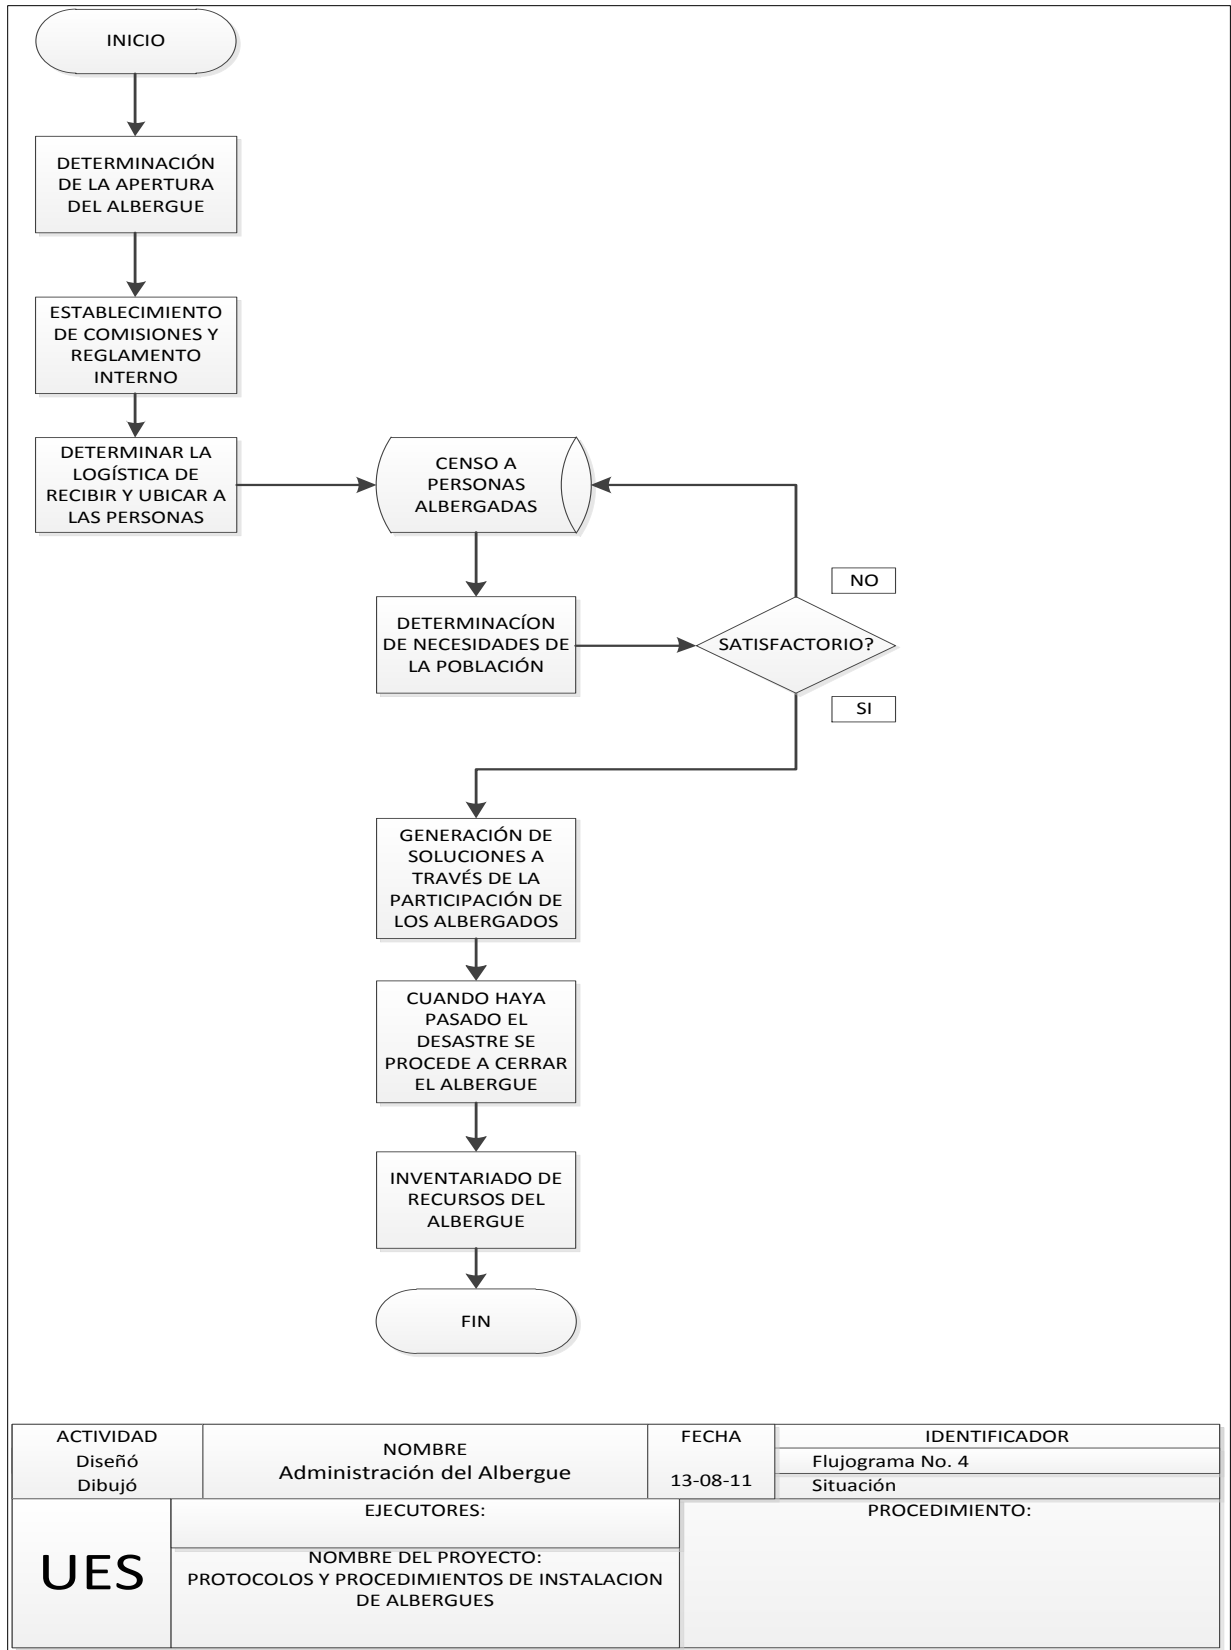 INICIO
DETERMINACIÓN
DE LA APERTURA
DEL ALBERGUE
ESTABLECIMIENTO
DE COMISIONES Y
REGLAMENTO
INTERNO
DETERMINAR LA
LOGÍSTICA DE
RECIBIR Y UBICAR A
LAS PERSONAS
CENSO A
PERSONAS
ALBERGADAS
DETERMINACÍON
DE NECESIDADES DE
LA POBLACIÓN
NO
SATISFACTORIO?
SI
GENERACIÓN DE
SOLUCIONES A
TRAVÉS DE LA
PARTICIPACIÓN DE
LOS ALBERGADOS
CUANDO HAYA
PASADO EL
DESASTRE SE
PROCEDE A CERRAR
EL ALBERGUE
INVENTARIADO DE
RECURSOS DEL
ALBERGUE
FIN
ACTIVIDAD
Diseñó
Dibujó
NOMBRE
Administración del Albergue
FECHA
13-08-11
IDENTIFICADOR
Flujograma No. 4
Situación
UES
EJECUTORES:
NOMBRE DEL PROYECTO:
PROTOCOLOS Y PROCEDIMIENTOS DE INSTALACION
DE ALBERGUES
PROCEDIMIENTO: